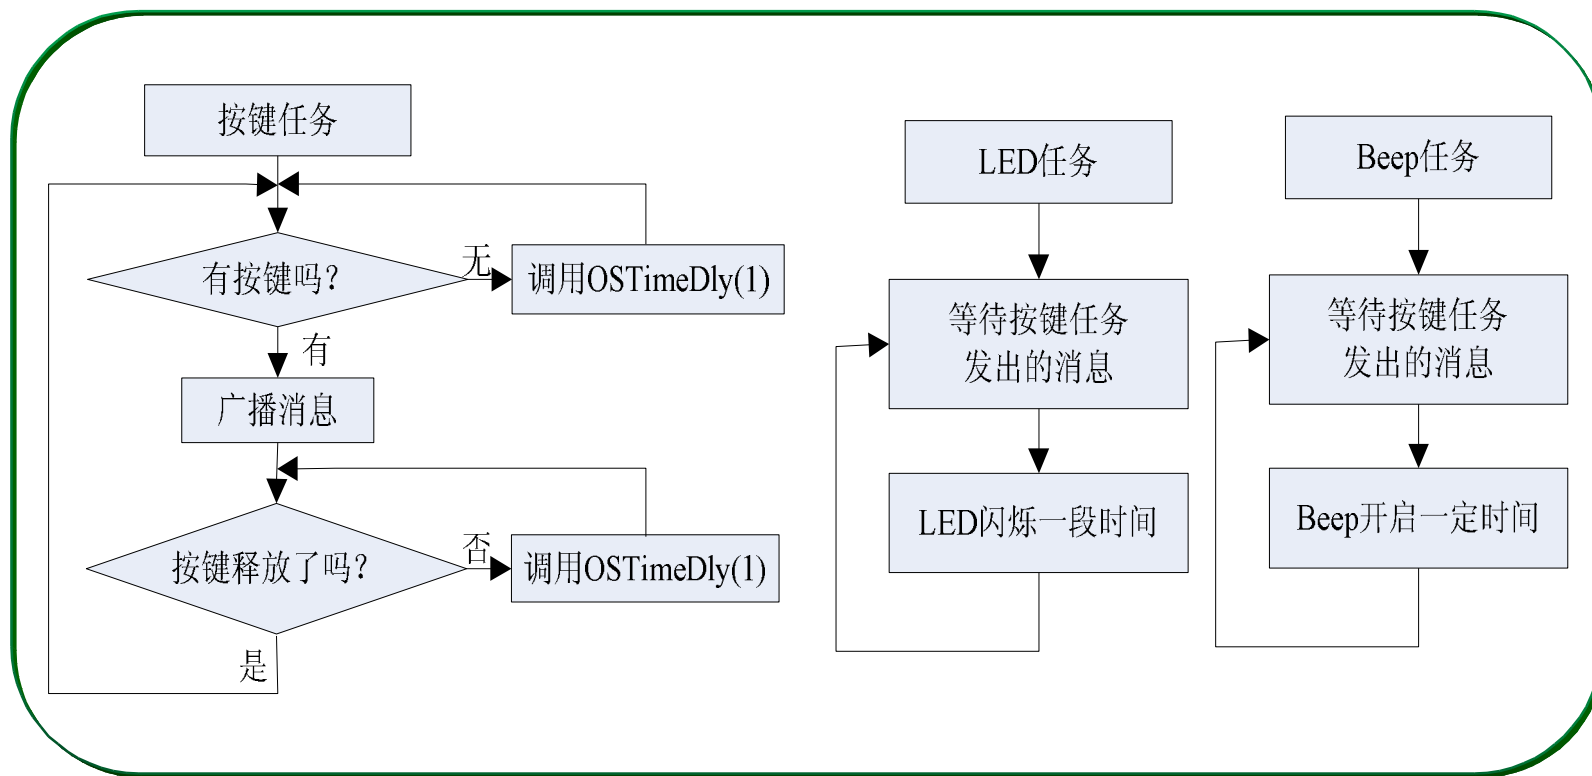 按键任务
有按键吗?
无
调用OSTimeDly(1)
有
广播消息
按键释放了吗?
否
调用OSTimeDly(1)
是
LED任务
等待按键任务
发出的消息
LED闪烁一段时间
Beep任务
等待按键任务
发出的消息
Beep开启一定时间